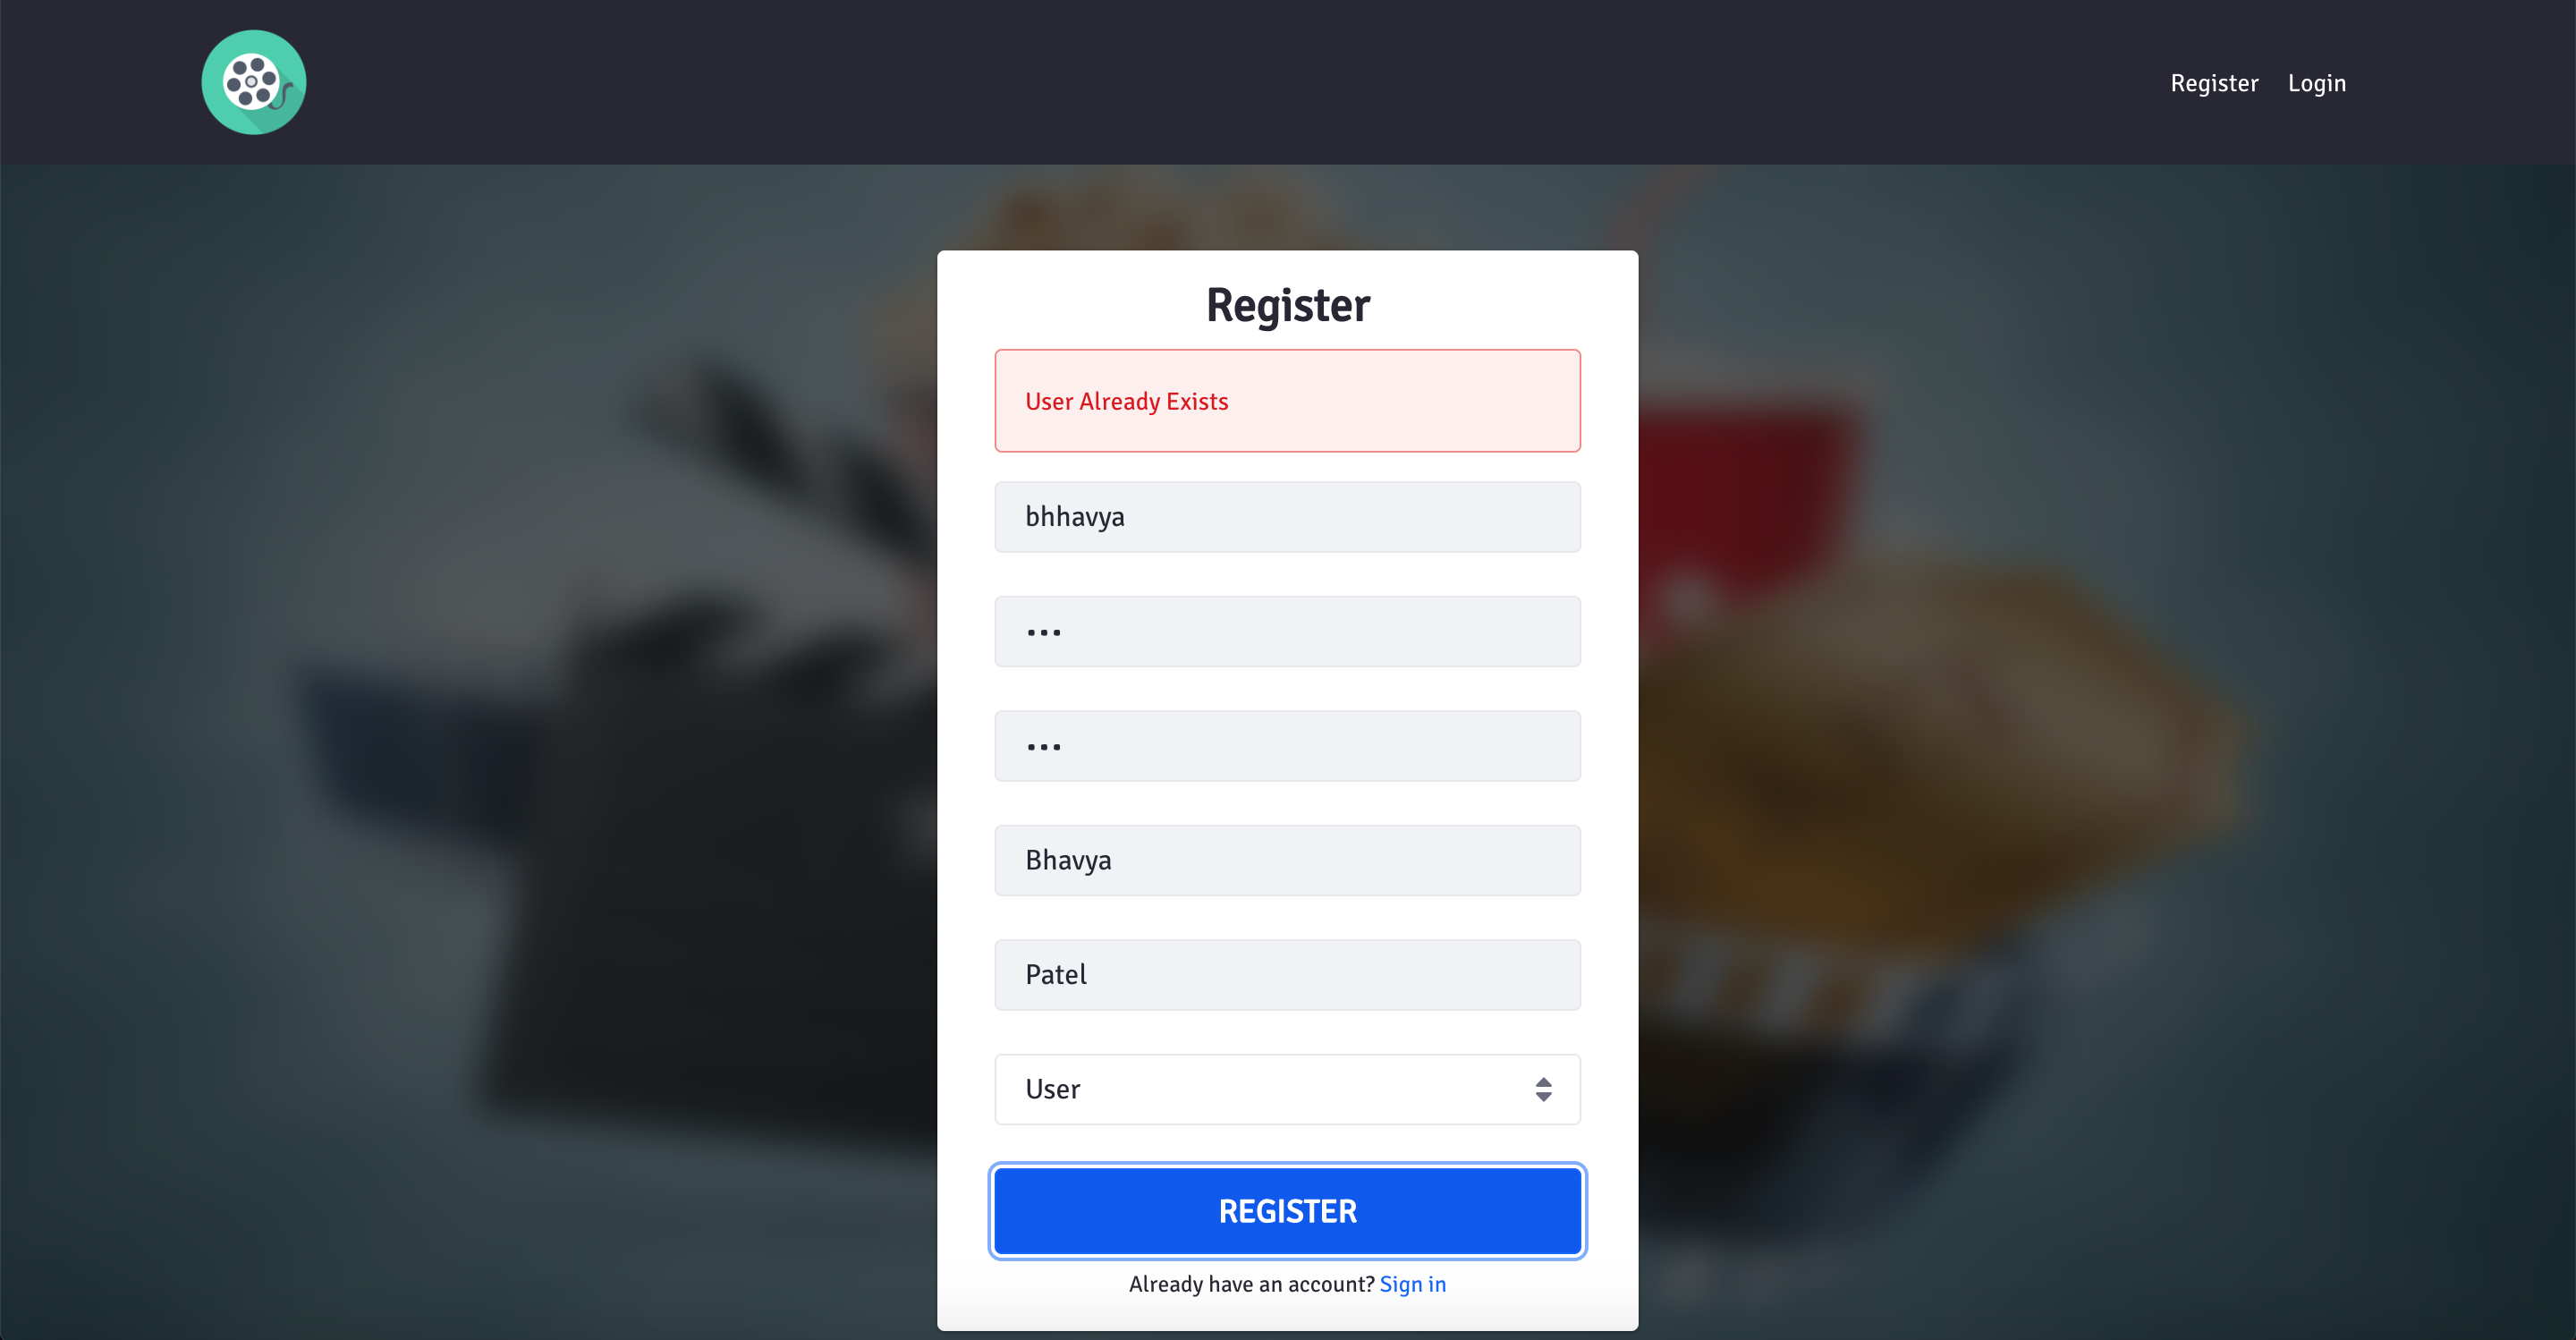 Register Login
Register
User Already Exists
bhhavya
•••
•••
Bhavya
Patel
User
REGISTER
Already have an account? Sign in